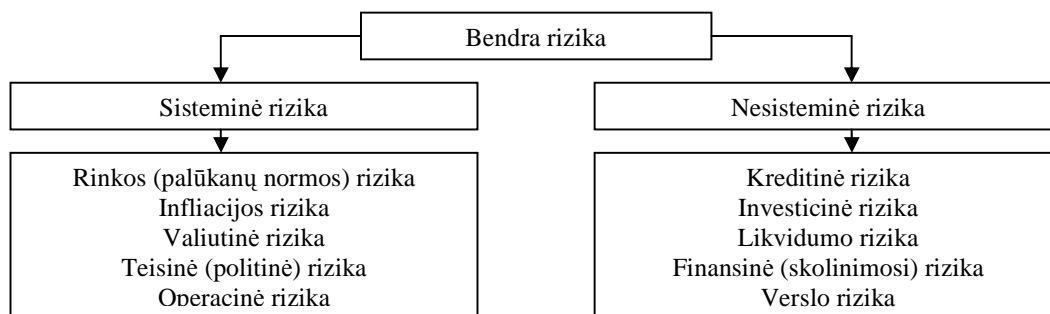 Bendra rizika
Sisteminė rizika
Nesisteminė rizika
Rinkos (palūkanų normos) rizika
Infliacijos rizika
Valiutinė rizika
Teisinė (politinė) rizika
Operacinė rizika
Kreditinė rizika
Investicinė rizika
Likvidumo rizika
Finansinė (skolinimosi) rizika
Verslo rizika